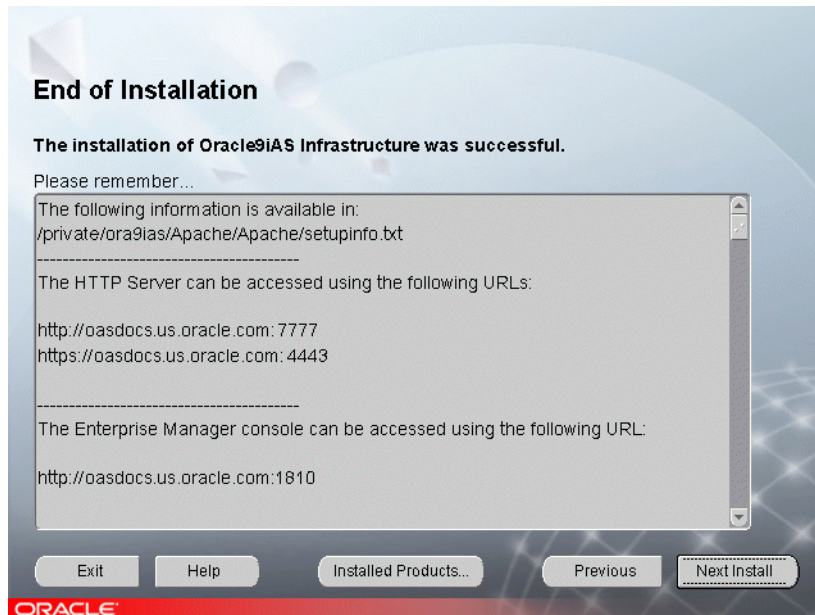 End of Installation
The installation of Oracle9iAS Infrastructure was successful.
Please remember...
The following information is available in:
/private/ora9ias/Apache/Apache/setupinfo.txt
-----------------------------------------
The HTTP Server can be accessed using the following URLs:
http://oasdocs.us.oracle.com:7777
https://oasdocs.us.oracle.com:4443
-----------------------------------------
The Enterprise Manager console can be accessed using the following URL:
http://oasdocs.us.oracle.com:1810
Exit Help Installed Products... Previous Next Install
ORACLE